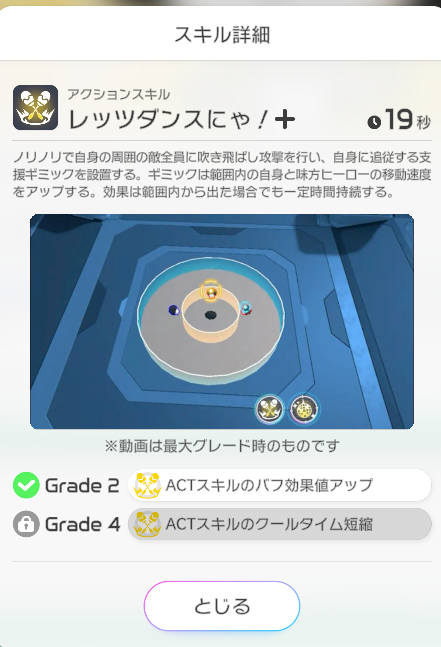 スキル詳細
アクションスキル
レッツダンスにゃ！＋
19秒
ノリノリで自身の周囲の敵全員に吹き飛ばし攻撃を行い、自身に追従する支
援ギミックを設置する。ギミックは範囲内の自身と味方ヒーローの移動速度
をアップする。効果は範囲内から出た場合でも一定時間持続する。
※動画は最大グレード時のものです
Grade 2 ACTスキルのバフ効果値アップ
Grade 4 ACTスキルのクールタイム短縮
とじる